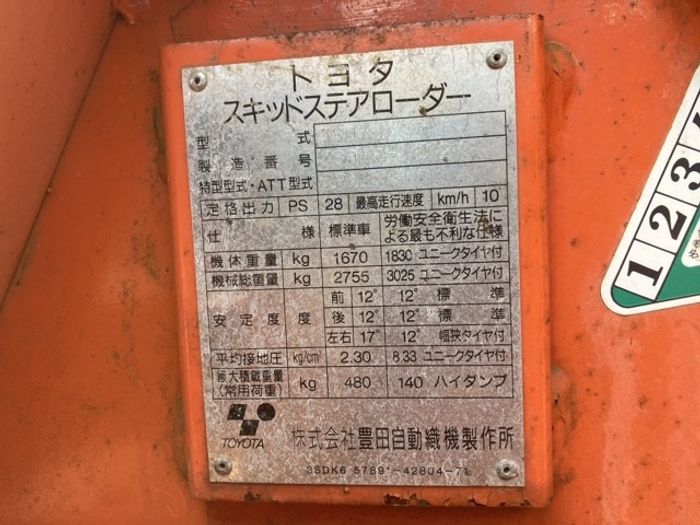 トヨタ
スキッドステアローダー
型式
製造番号
特型型式・ATT型式
定格出力 PS 28 最高走行速度 km/h 10
仕様 標準車 労働安全衛生法による最も不利な仕様
機体重量 kg 1670 1830 ユニークタイヤ付
機械総重量 kg 2755 3025 ユニークタイヤ付
前 12° 12° 標準
安定度 度 後 12° 12° 標準
左右 17° 12° 幅狭タイヤ付
平均接地圧 kg/cm² 2.30 8.33 ユニークタイヤ付
最大積載重量(常用荷重) kg 480 140 ハイダンプ
TOYOTA 株式会社豊田自動織機製作所
3SDK6 5789*-42804-71
1 2 3 4